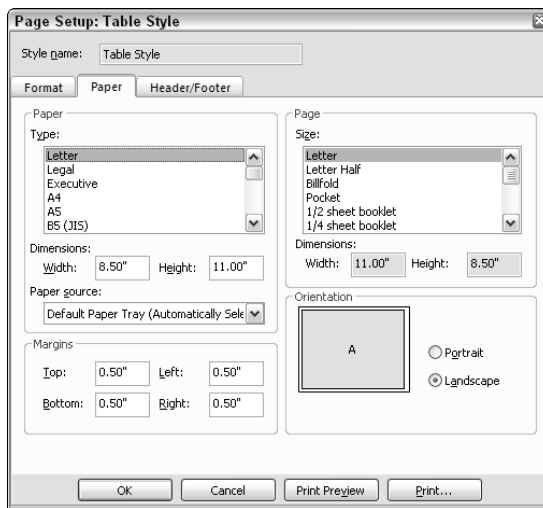 Page Setup: Table Style
Style name: Table Style
Format Paper Header/Footer
Paper
Type:
Letter
Legal
Executive
A4
A5
B5 (JIS)
Dimensions:
Width: 8.50" Height: 11.00"
Paper source:
Default Paper Tray (Automatically Sele
Margins
Top: 0.50" Left: 0.50"
Bottom: 0.50" Right: 0.50"
Page
Size:
Letter
Letter Half
Billfold
Pocket
1/2 sheet booklet
1/4 sheet booklet
Dimensions:
Width: 11.00" Height: 8.50"
Orientation
A
Portrait
Landscape
OK Cancel Print Preview Print...